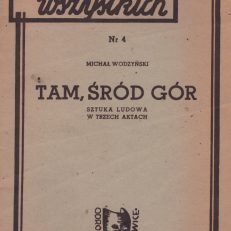 wszystkich
Nr 4
MICHAŁ WODZYŃSKI
TAM, ŚRÓD GÓR
SZTUKA LUDOWA
W TRZECH AKTACH